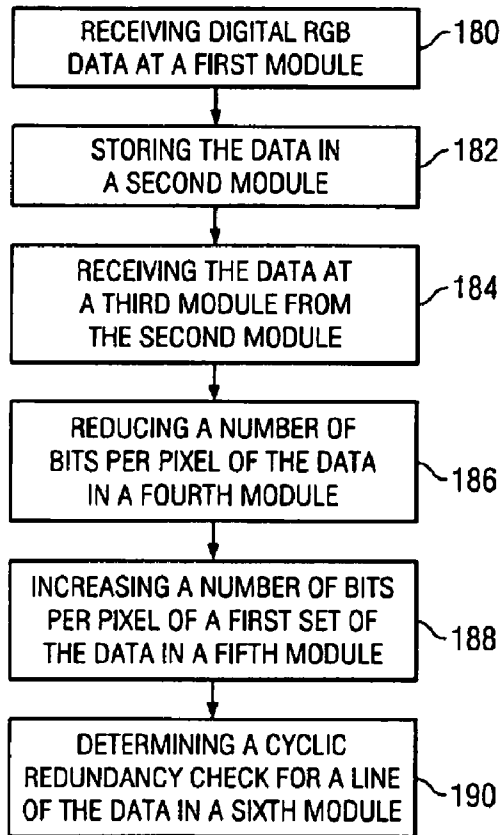 RECEIVING DIGITAL RGB
DATA AT A FIRST MODULE
180
STORING THE DATA IN
A SECOND MODULE
182
RECEIVING THE DATA AT
A THIRD MODULE FROM
THE SECOND MODULE
184
REDUCING A NUMBER OF
BITS PER PIXEL OF THE DATA
IN A FOURTH MODULE
186
INCREASING A NUMBER OF BITS
PER PIXEL OF A FIRST SET OF
THE DATA IN A FIFTH MODULE
188
DETERMINING A CYCLIC
REDUNDANCY CHECK FOR A LINE
OF THE DATA IN A SIXTH MODULE
190